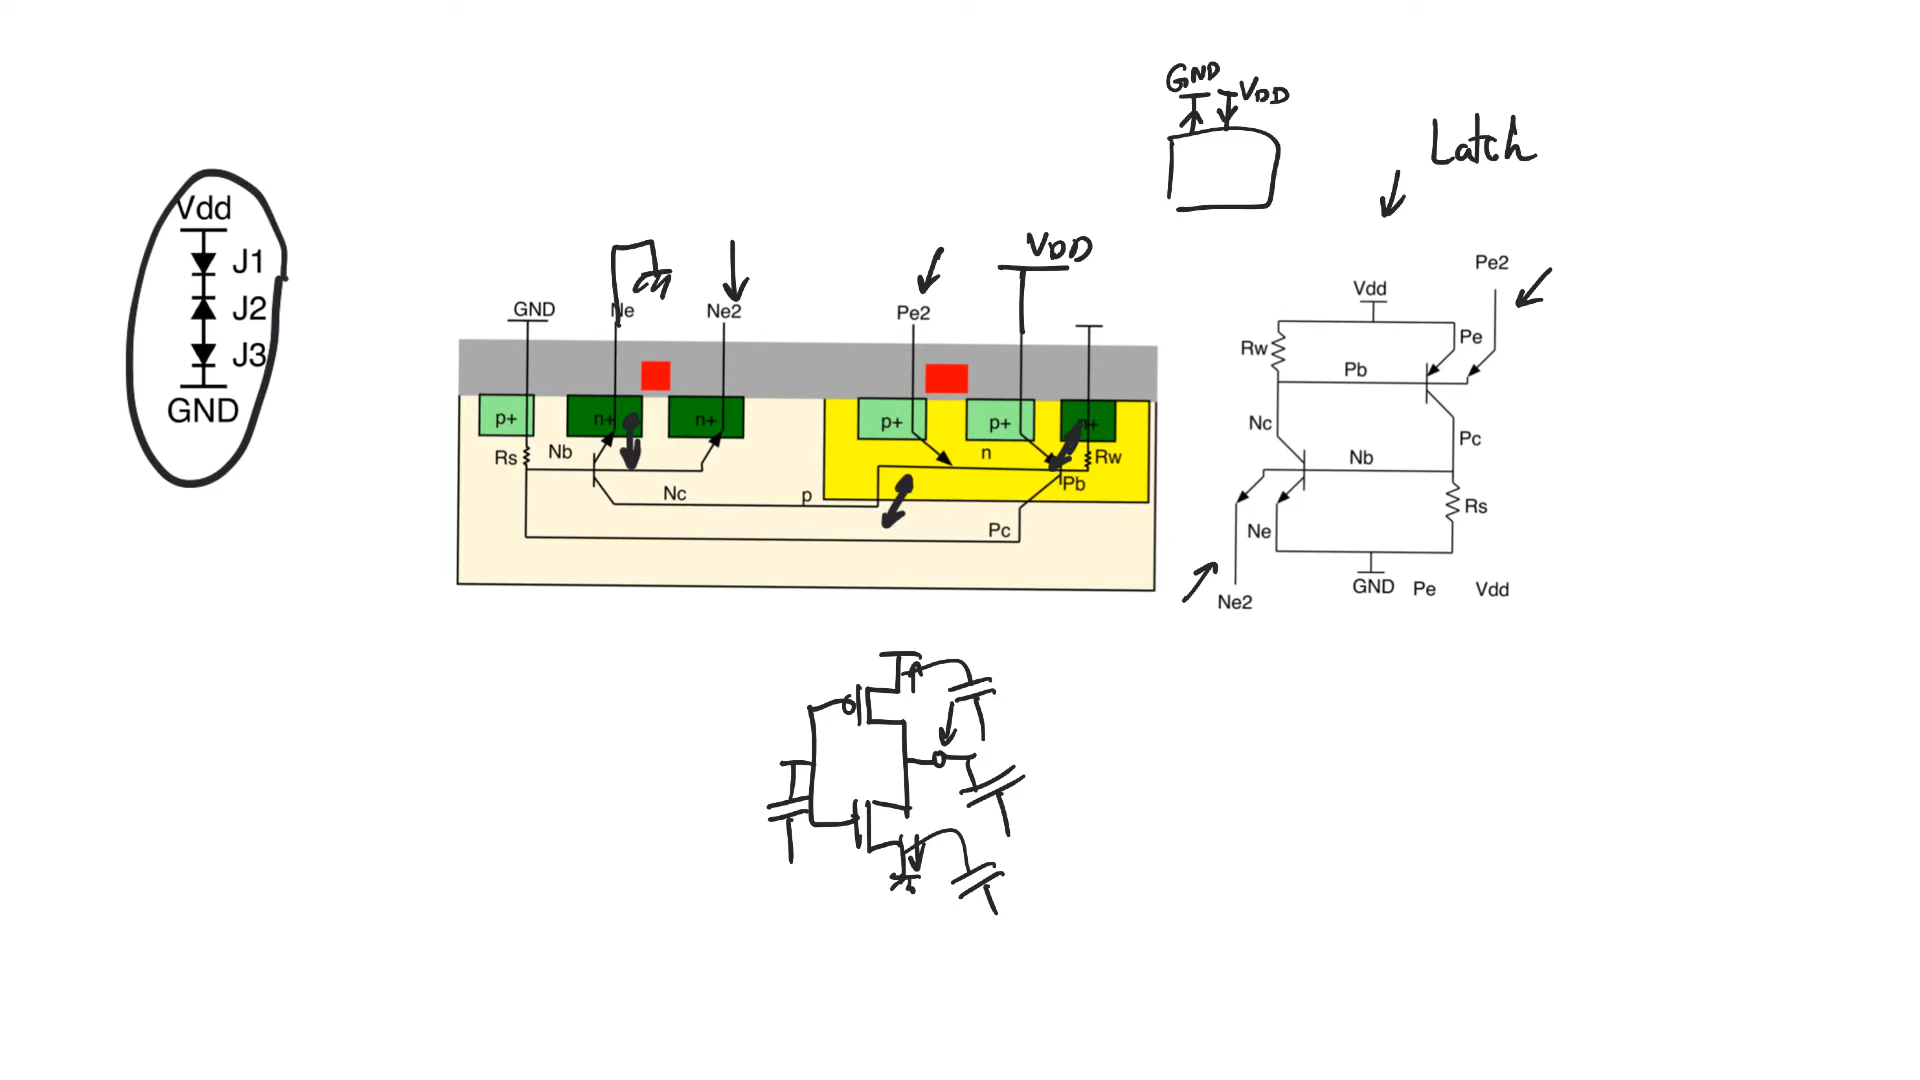 GND
VDD
Latch
Vdd
J1
J2
J3
GND
VDD
GND
Ne
Ne2
Pe2
p+
n+
n+
p+
p+
n+
Rs
Nb
n
Rw
Nc
p
Pb
Pc
Pe2
Vdd
Rw
Pe
Pb
Nc
Pc
Nb
Rs
Ne
Ne2
GND
Pe
Vdd